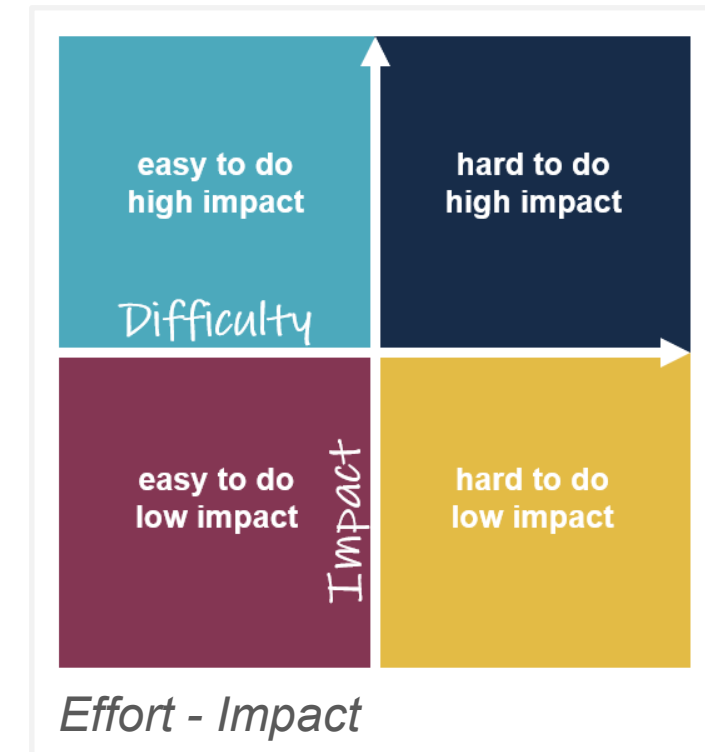 easy to do
high impact
hard to do
high impact
Difficulty
easy to do
low impact
Impact
hard to do
low impact
Effort - Impact